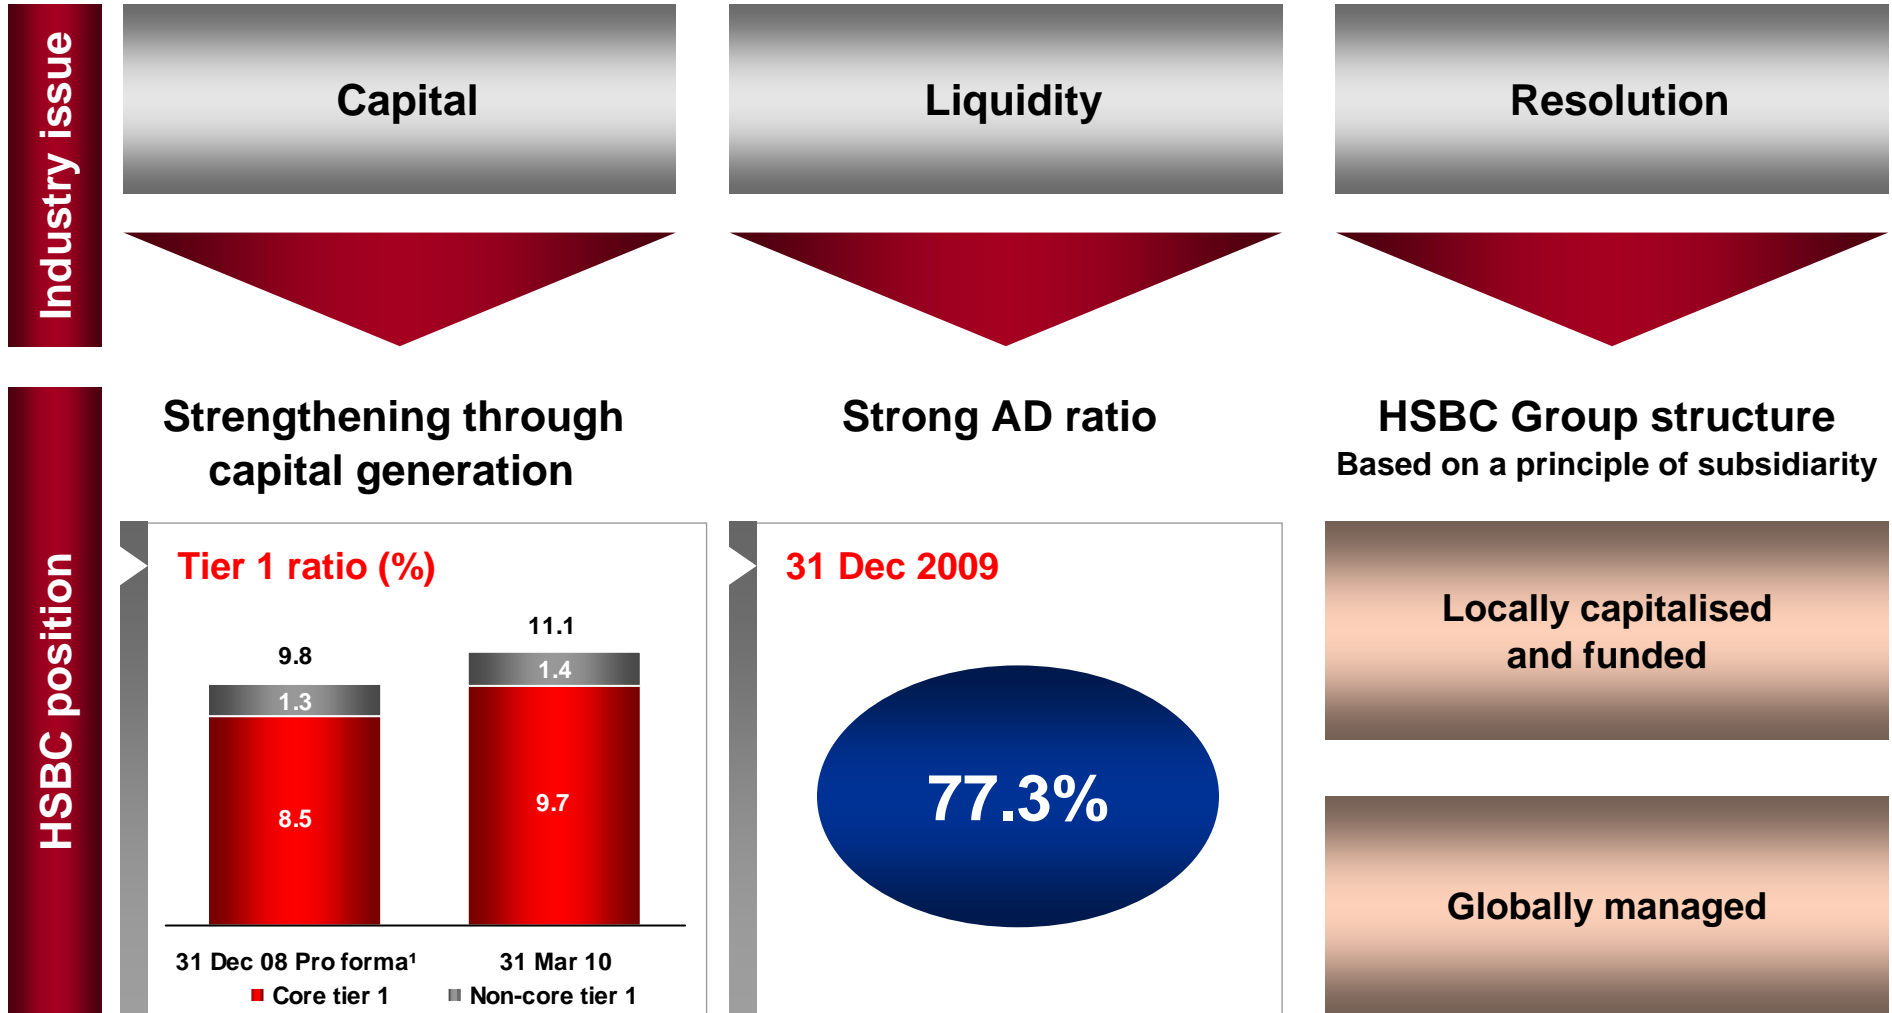 Industry issue
Capital
Liquidity
Resolution
HSBC position
Strengthening through
capital generation
Tier 1 ratio (%)
9.8
1.3
8.5
11.1
1.4
9.7
31 Dec 08 Pro forma¹
31 Mar 10
Core tier 1
Non-core tier 1
Strong AD ratio
31 Dec 2009
77.3%
HSBC Group structure
Based on a principle of subsidiarity
Locally capitalised
and funded
Globally managed